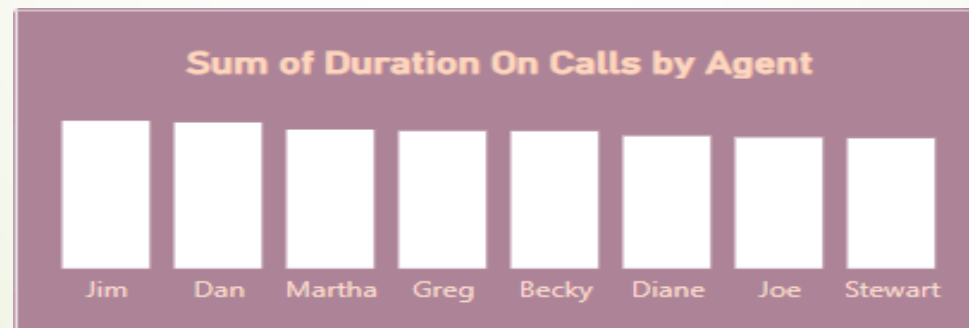 Sum of Duration On Calls by Agent
Jim Dan Martha Greg Becky Diane Joe Stewart